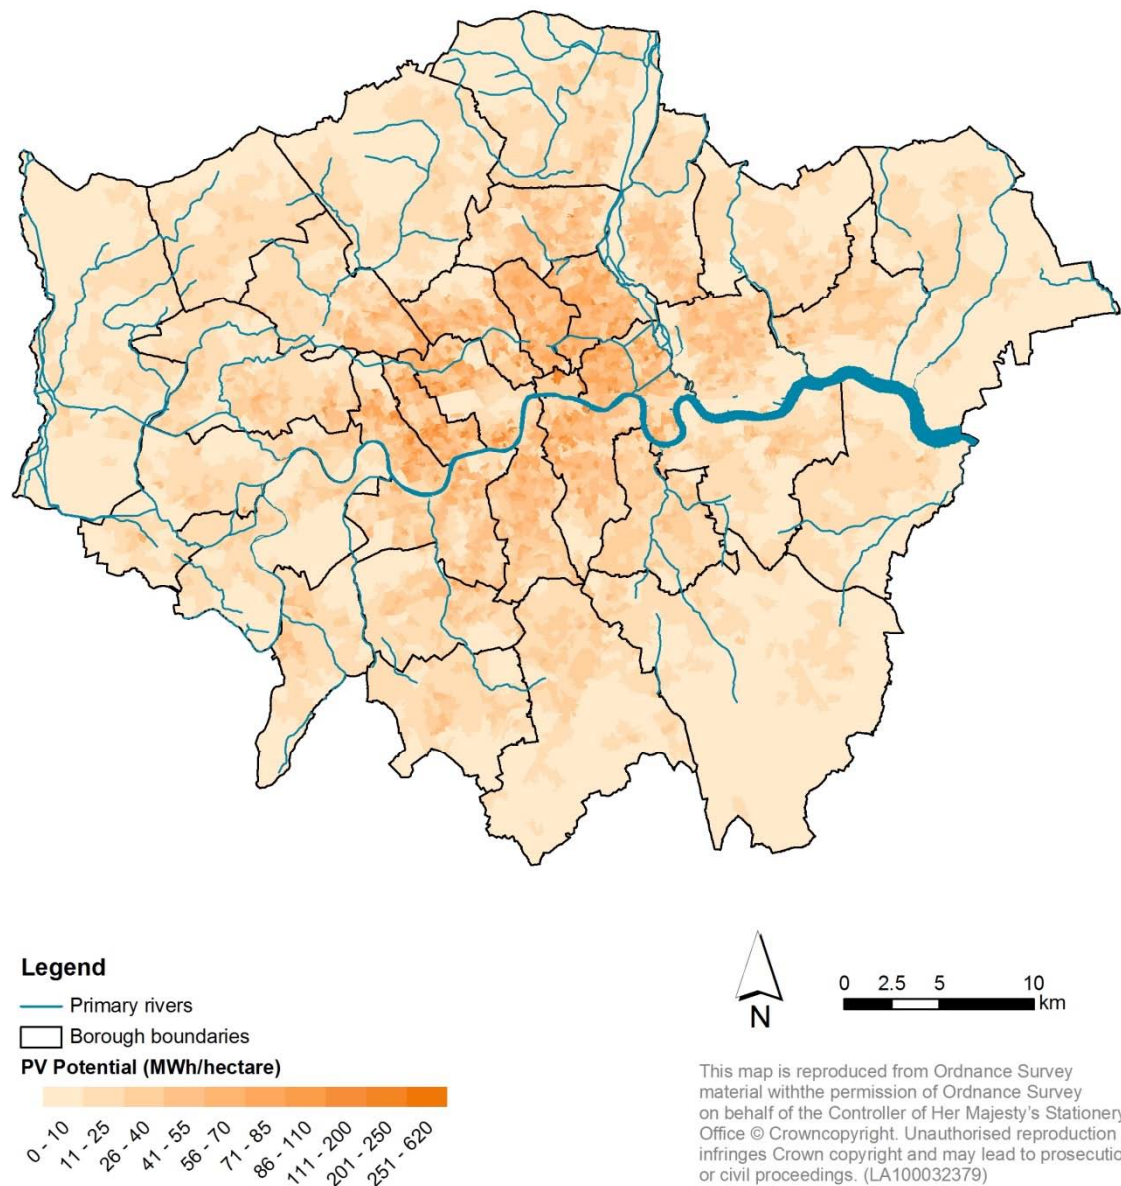 Legend
Primary rivers
Borough boundaries
PV Potential (MWh/hectare)
0 - 10
11 - 25
26 - 40
41 - 55
56 - 70
71 - 85
86 - 110
111 - 200
201 - 250
251 - 620
N
0 2.5 5 10
km
This map is reproduced from Ordnance Survey
material withthe permission of Ordnance Survey
on behalf of the Controller of Her Majesty's Stationery
Office © Crowncopyright. Unauthorised reproduction
infringes Crown copyright and may lead to prosecutio
or civil proceedings. (LA100032379)